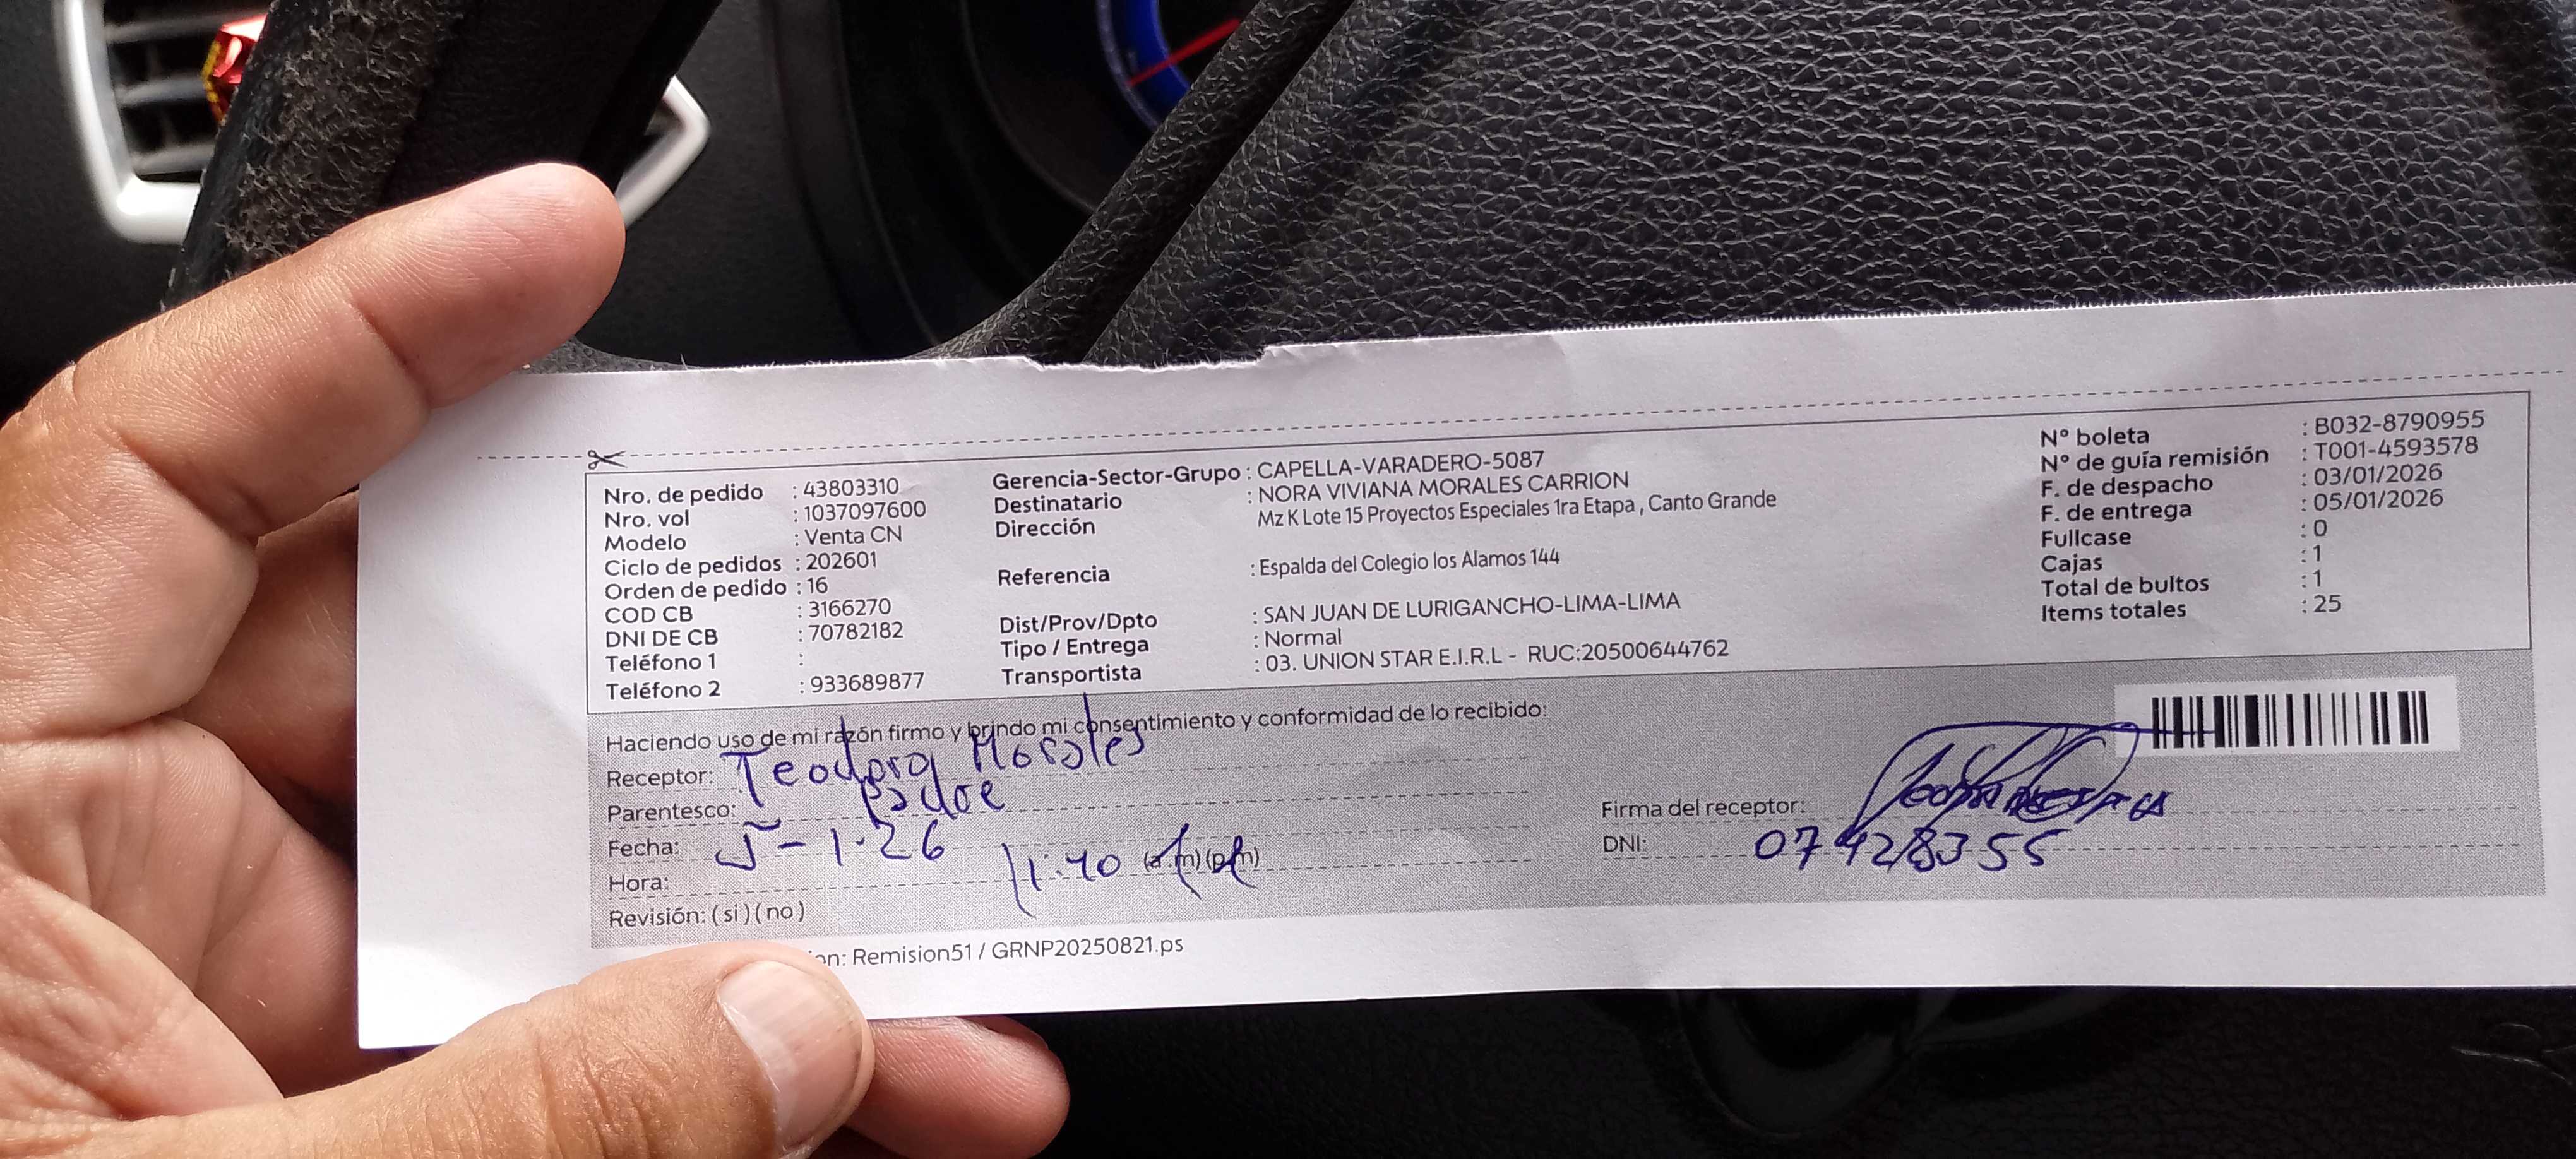 Nro. de pedido : 43803310
Nro. vol : 1037097600
Modelo : Venta CN
Ciclo de pedidos : 202601
Orden de pedido : 16
COD CB : 3166270
DNI DE CB : 70782182
Teléfono 1 :
Teléfono 2 : 933689877
Gerencia-Sector-Grupo : CAPELLA-VARADERO-5087
Destinatario : NORA VIVIANA MORALES CARRION
Dirección Mz K Lote 15 Proyectos Especiales 1ra Etapa , Canto Grande
Referencia : Espalda del Colegio los Alamos 144
Dist/Prov/Dpto : SAN JUAN DE LURIGANCHO-LIMA-LIMA
Tipo / Entrega : Normal
Transportista : 03. UNION STAR E.I.R.L - RUC:20500644762
Nº boleta : B032-8790955
Nº de guía remisión : T001-4593578
F. de despacho : 03/01/2026
F. de entrega : 05/01/2026
Fullcase : 0
Cajas : 1
Total de bultos : 1
Items totales : 25
Haciendo uso de mi razón firmo y brindo mi consentimiento y conformidad de lo recibido:
Receptor: Teodoro Morales
Parentesco: Padre
Fecha: 5-1-26
Hora: 11:40 (a.m) (p.m)
Revisión: (si) (no)
Firma del receptor:
DNI: 07428355
on: Remision51 / GRNP20250821.ps